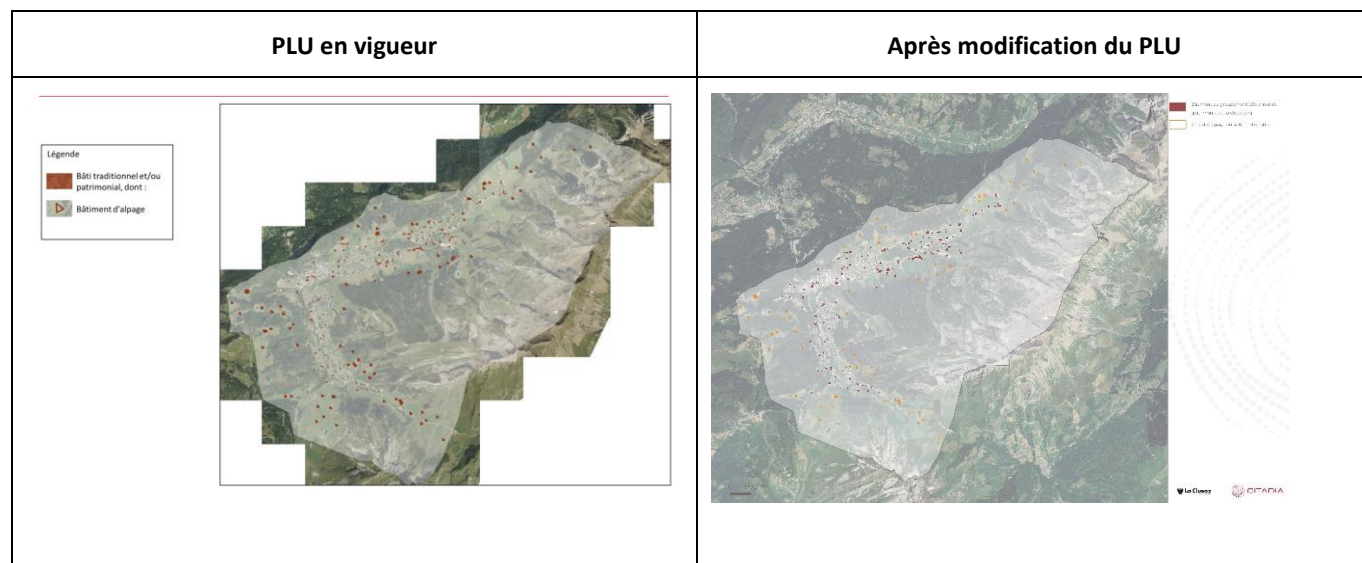 PLU en vigueur
Après modification du PLU
Légende
Bâti traditionnel et/ou
patrimonial, dont :
Bâtiment d'alpage
La Clusaz
CITADIA